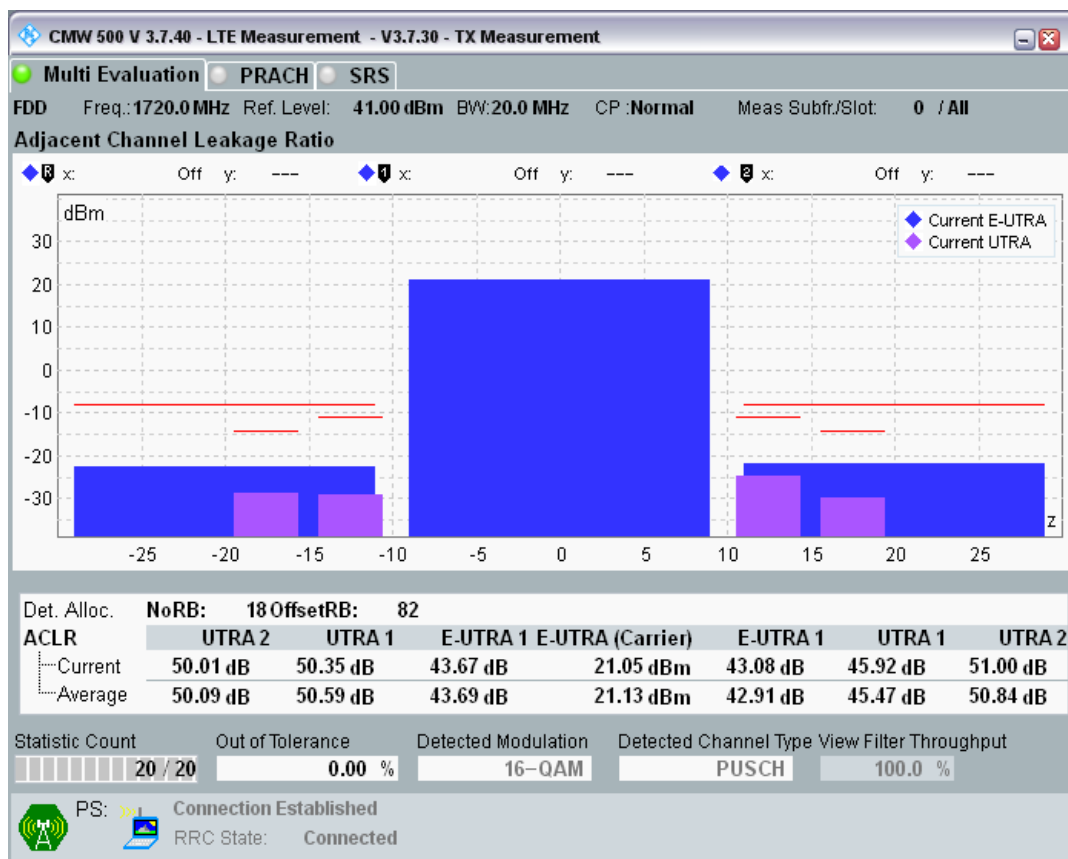 CMW 500 V 3.7.40 - LTE Measurement - V3.7.30 - TX Measurement
Multi Evaluation PRACH SRS
FDD Freq.: 1720.0 MHz Ref. Level: 41.00 dBm BW: 20.0 MHz CP : Normal Meas Subfr./Slot: 0 / All
Adjacent Channel Leakage Ratio
R x: Off y: --- 1 x: Off y: --- 2 x: Off y: ---
dBm
Current E-UTRA
Current UTRA
30
20
10
0
-10
-20
-30
z
-25 -20 -15 -10 -5 0 5 10 15 20 25
Det. Alloc. NoRB: 18 OffsetRB: 82
ACLR UTRA 2 UTRA 1 E-UTRA 1 E-UTRA (Carrier) E-UTRA 1 UTRA 1 UTRA 2
Current 50.01 dB 50.35 dB 43.67 dB 21.05 dBm 43.08 dB 45.92 dB 51.00 dB
Average 50.09 dB 50.59 dB 43.69 dB 21.13 dBm 42.91 dB 45.47 dB 50.84 dB
Statistic Count Out of Tolerance Detected Modulation Detected Channel Type View Filter Throughput
20 / 20 0.00 % 16-QAM PUSCH 100.0 %
PS: Connection Established
RRC State: Connected